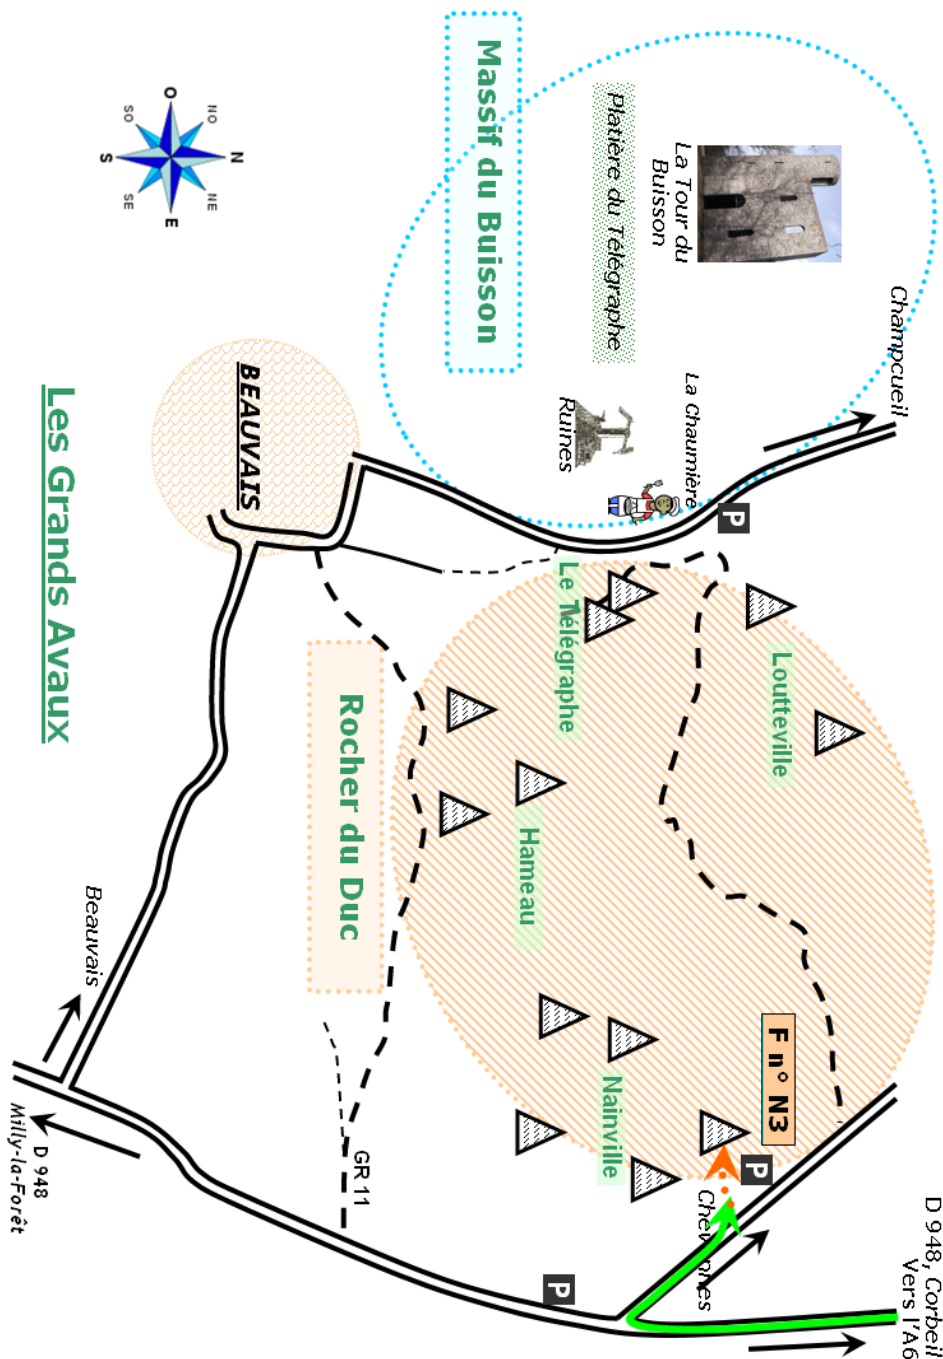 Massif du Buisson
Platière du Télégraphe
La Tour du
Buisson
Champcueil
O
NO
N
NE
E
SE
S
SO
BEAUVAIS
La Chaumière
Ruines
P
Les Grands Avaux
Le Télégraphe
Loutteville
Rocher du Duc
Hameau
Beauvais
F n° N3
Nainville
P
Chevannes
GR 11
P
D 948
Milly-la-Forêt
D 948, Corbeil
Vers l'A6